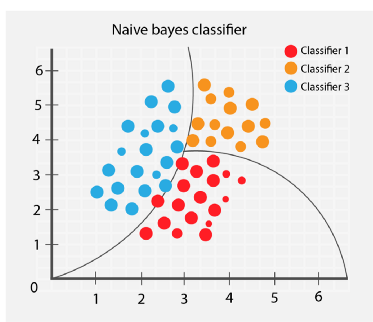 Naive bayes classifier
Classifier 1
Classifier 2
Classifier 3
6
5
4
3
2
1
0
1 2 3 4 5 6